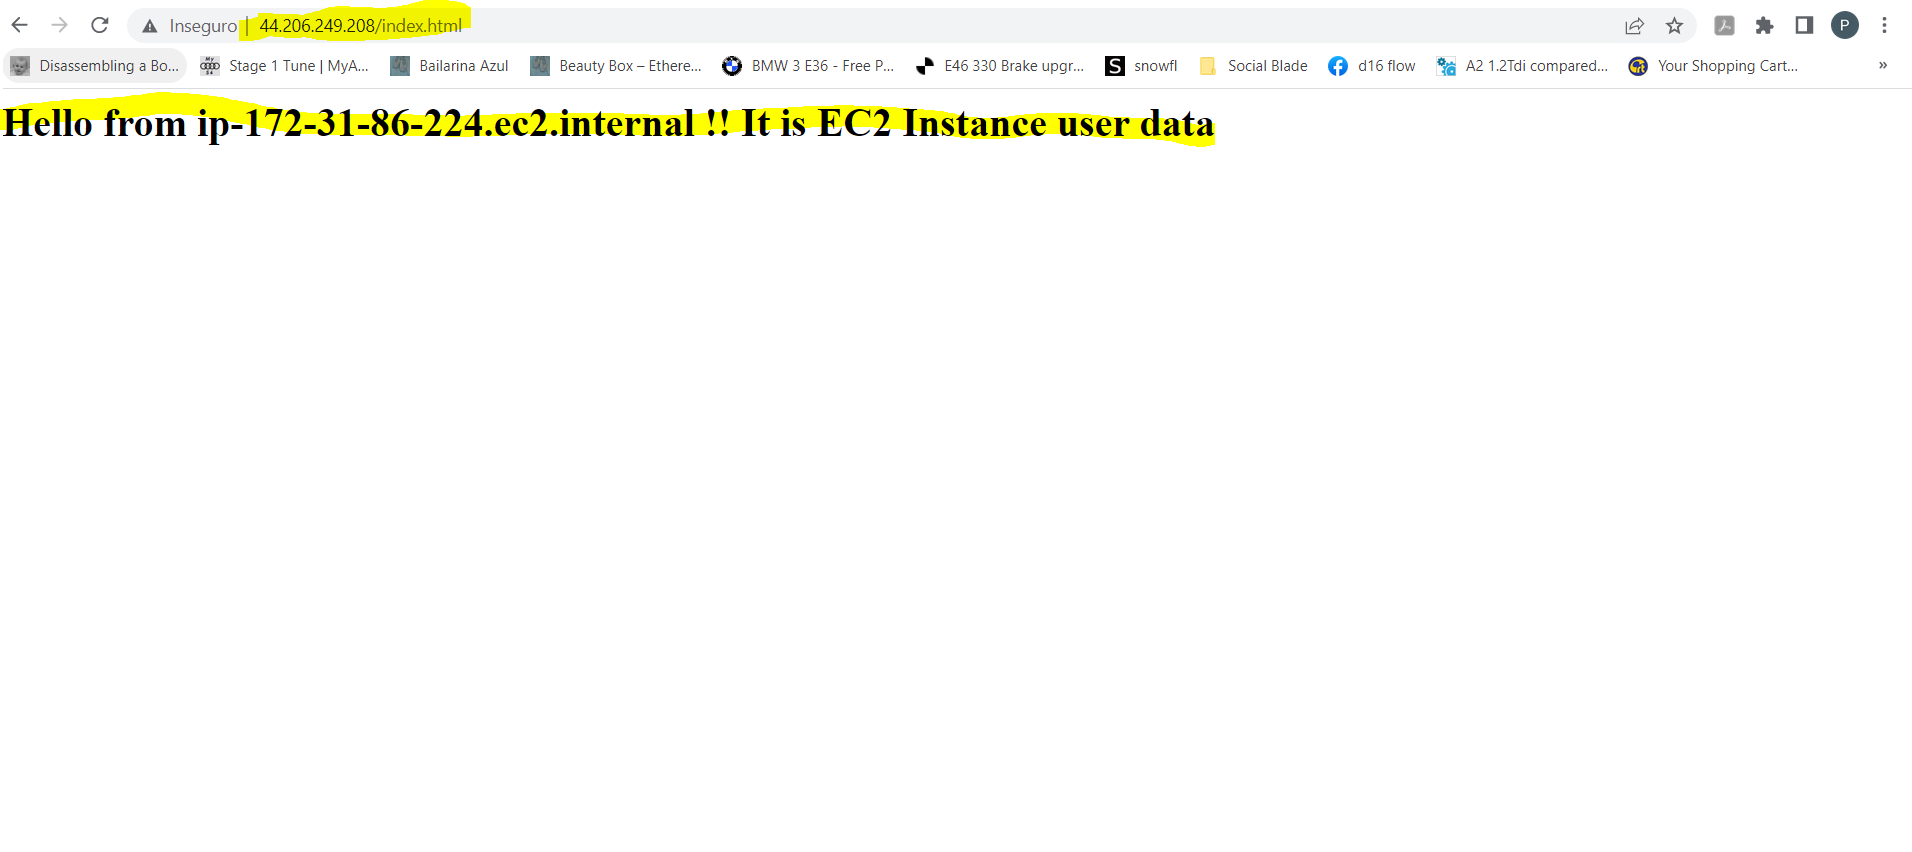 Inseguro | 44.206.249.208/index.html
P
Disassembling a Bo... My S4 Stage 1 Tune | MyA... Bailarina Azul Beauty Box – Ethere... BMW 3 E36 - Free P... E46 330 Brake upgr... S snowfl Social Blade d16 flow A2 1.2Tdi compared... Your Shopping Cart... »
Hello from ip-172-31-86-224.ec2.internal !! It is EC2 Instance user data